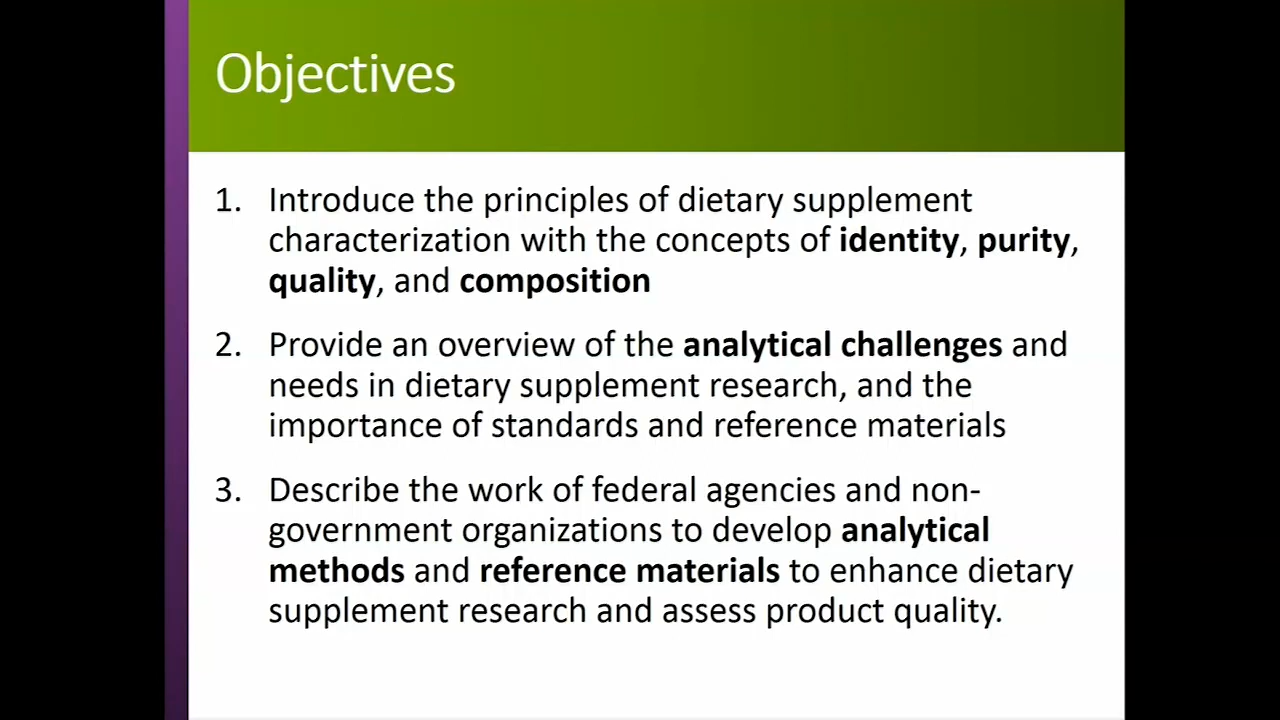 Objectives
1. Introduce the principles of dietary supplement
characterization with the concepts of identity, purity,
quality, and composition
2. Provide an overview of the analytical challenges and
needs in dietary supplement research, and the
importance of standards and reference materials
3. Describe the work of federal agencies and non-
government organizations to develop analytical
methods and reference materials to enhance dietary
supplement research and assess product quality.